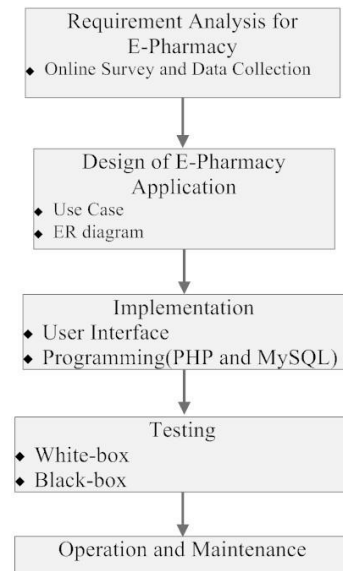 Requirement Analysis for
E-Pharmacy
◆ Online Survey and Data Collection
Design of E-Pharmacy
Application
◆ Use Case
◆ ER diagram
Implementation
◆ User Interface
◆ Programming(PHP and MySQL)
Testing
◆ White-box
◆ Black-box
Operation and Maintenance